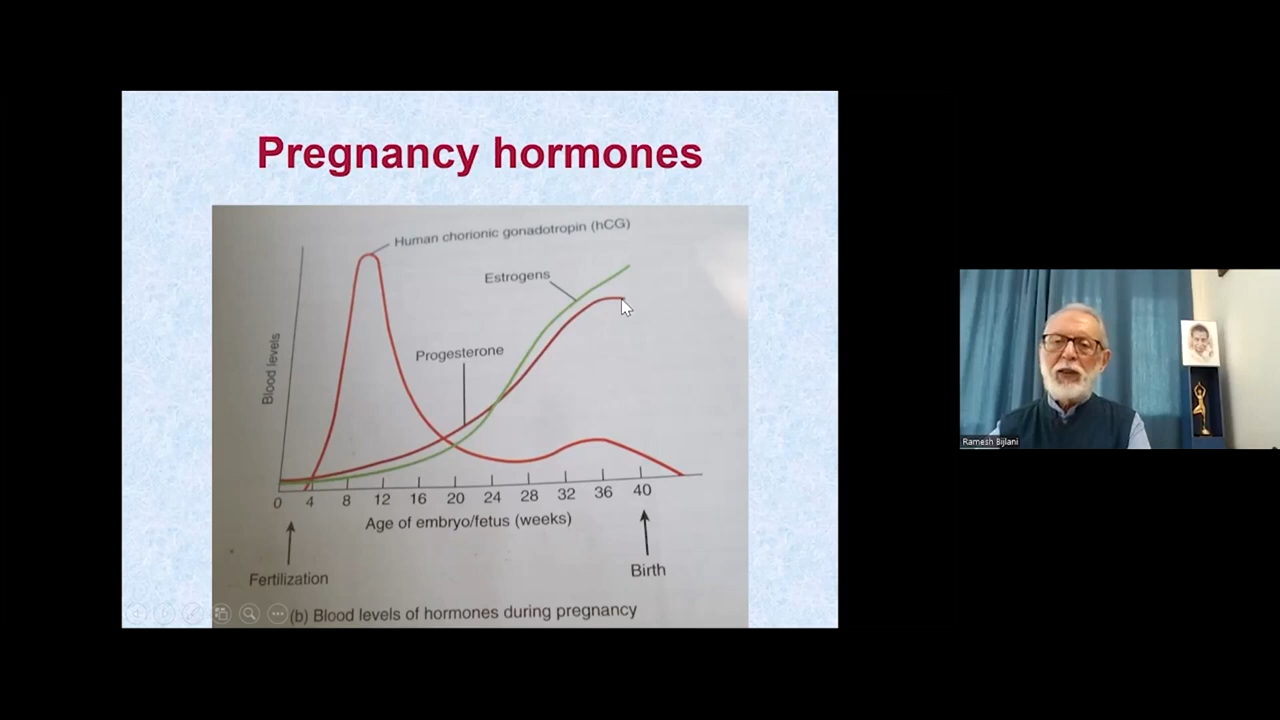 Pregnancy hormones
Human chorionic gonadotropin (hCG)
Estrogens
Progesterone
Blood levels
0 4 8 12 16 20 24 28 32 36 40
Age of embryo/fetus (weeks)
Fertilization
Birth
(b) Blood levels of hormones during pregnancy
Ramesh Bijlani